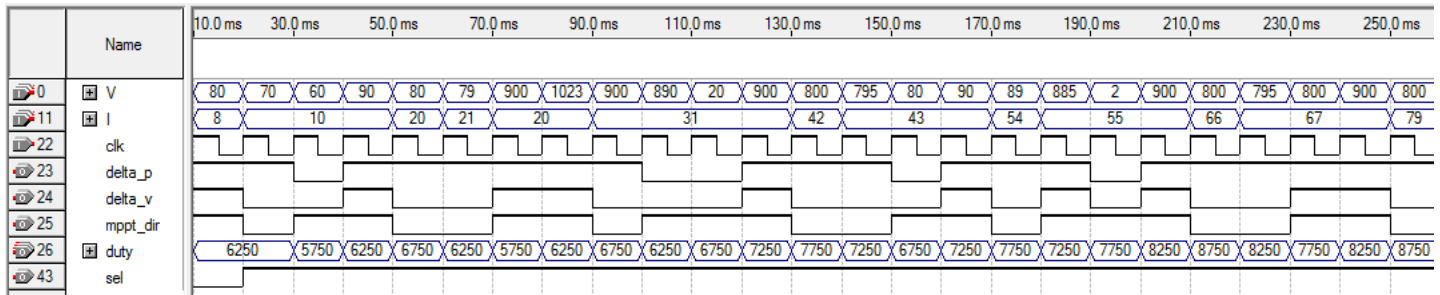 10.0 ms 30.0 ms 50.0 ms 70.0 ms 90.0 ms 110.0 ms 130.0 ms 150.0 ms 170.0 ms 190.0 ms 210.0 ms 230.0 ms 250.0 ms
Name
0 V 80 70 60 90 80 79 900 1023 900 890 20 900 800 795 80 90 89 885 2 900 800 795 800 900 800
11 I 8 10 20 21 20 31 42 43 54 55 66 67 79
22 clk
23 delta_p
24 delta_v
25 mppt_dir
26 duty 6250 5750 6250 6750 6250 5750 6250 6750 6250 6750 7250 7750 7250 6750 7250 7750 7250 7750 8250 8750 8250 7750 8250 8750
43 sel